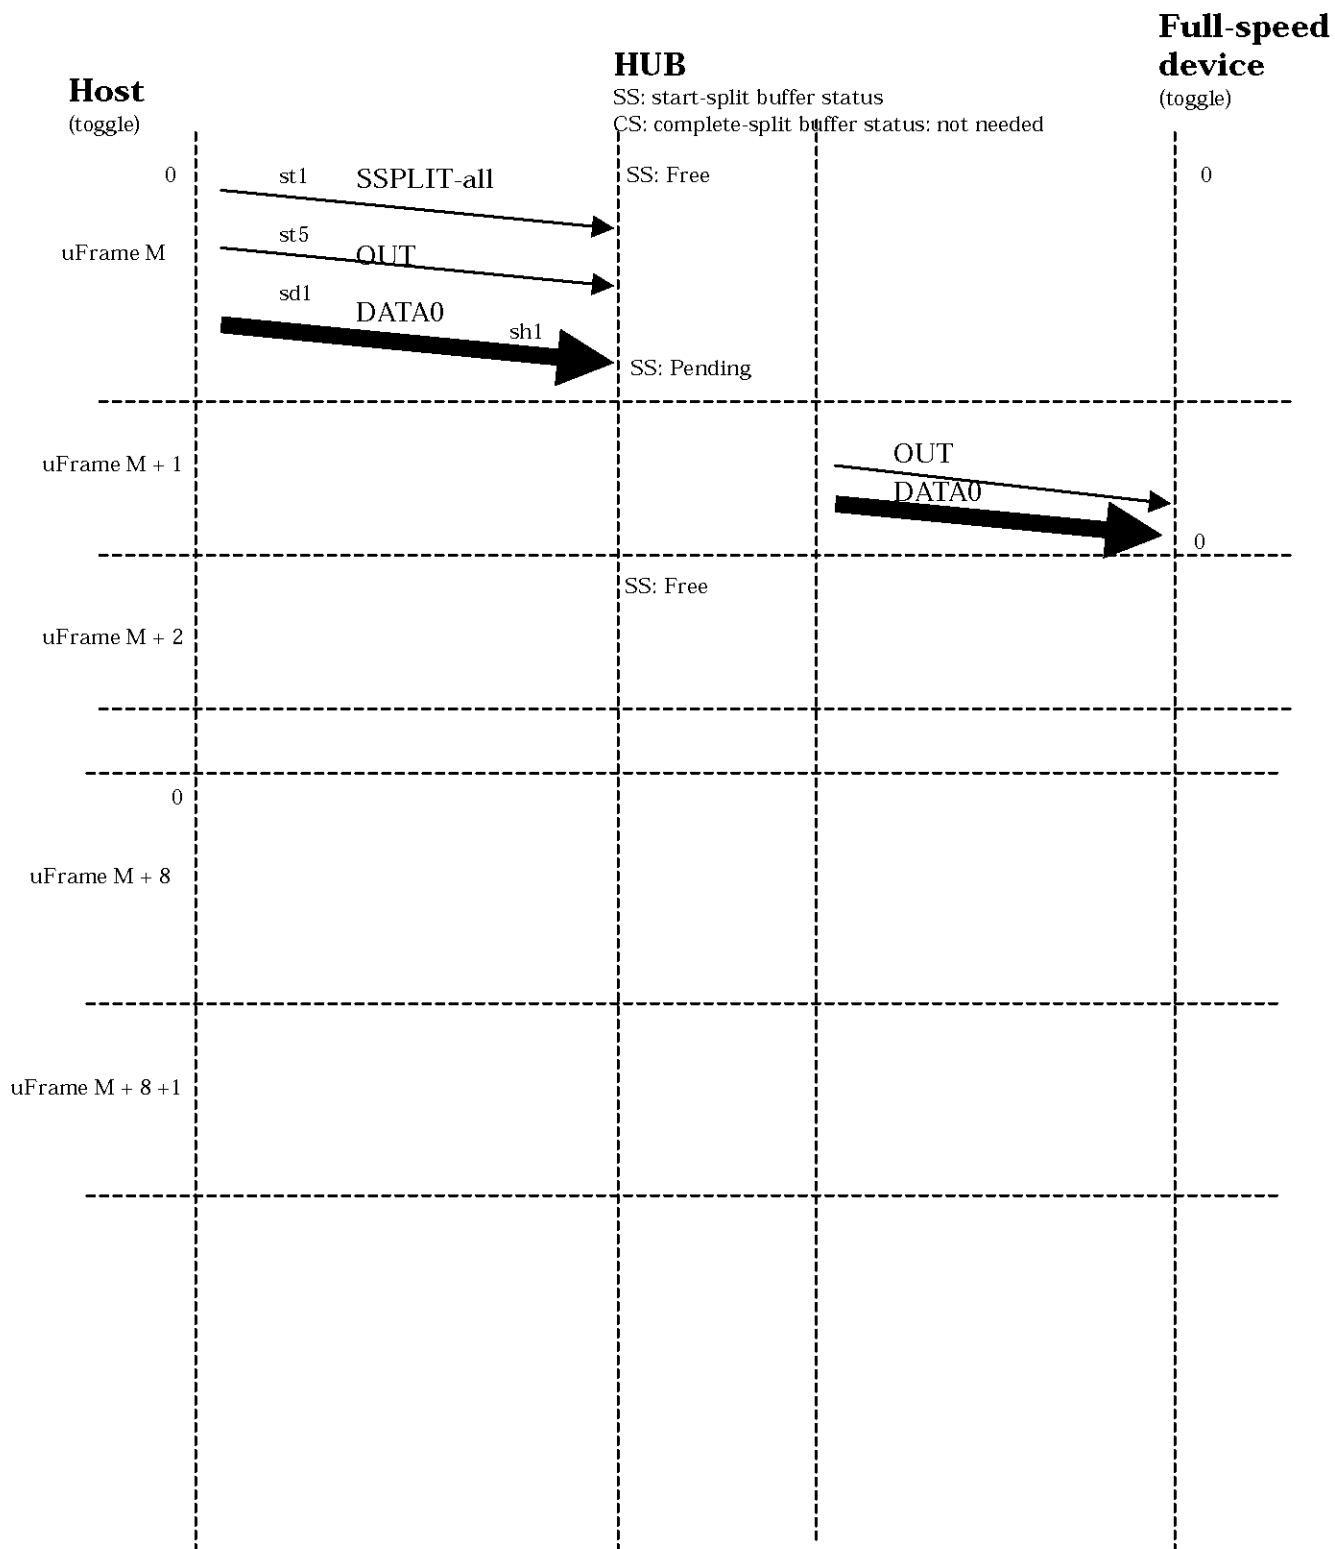 Full-speed
device
(toggle)
HUB
SS: start-split buffer status
CS: complete-split buffer status: not needed
Host
(toggle)
0
st1
SSPLIT-all
SS: Free
0
st5
OUT
uFrame M
sd1
DATA0
sh1
SS: Pending
OUT
uFrame M + 1
DATA0
0
SS: Free
uFrame M + 2
0
uFrame M + 8
uFrame M + 8 +1